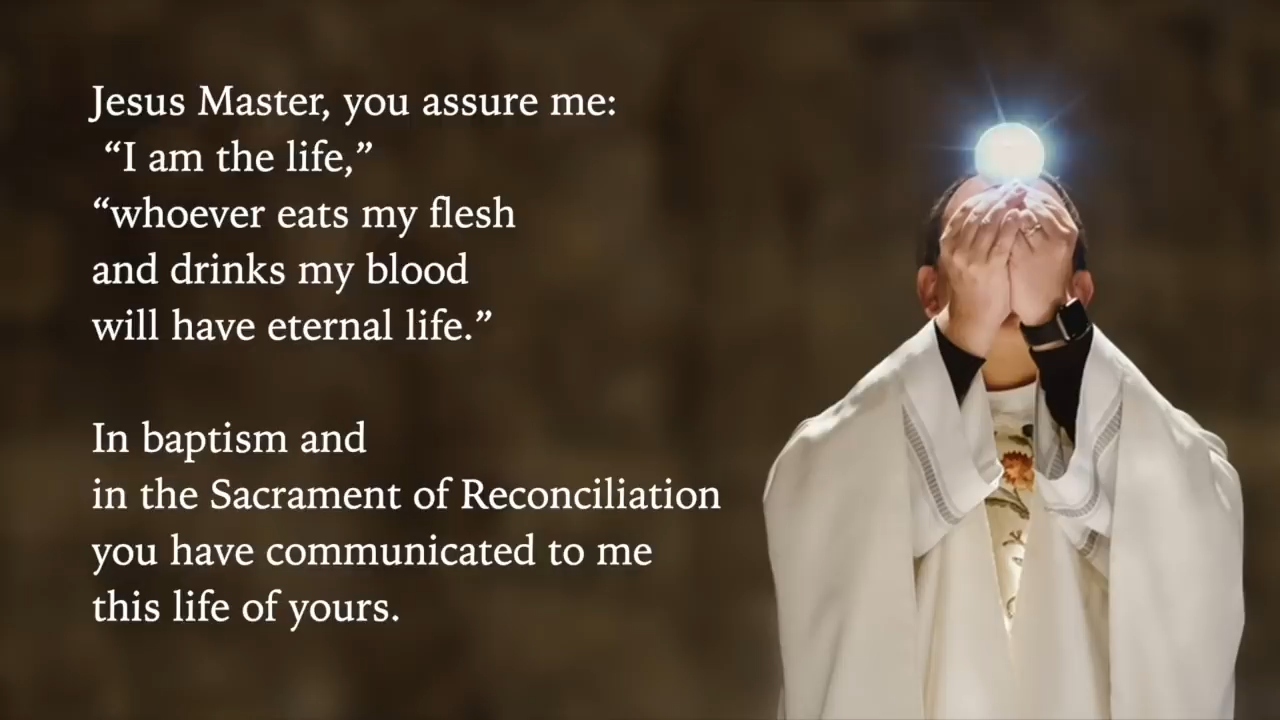 Jesus Master, you assure me:
“I am the life,”
“whoever eats my flesh
and drinks my blood
will have eternal life.”
In baptism and
in the Sacrament of Reconciliation
you have communicated to me
this life of yours.